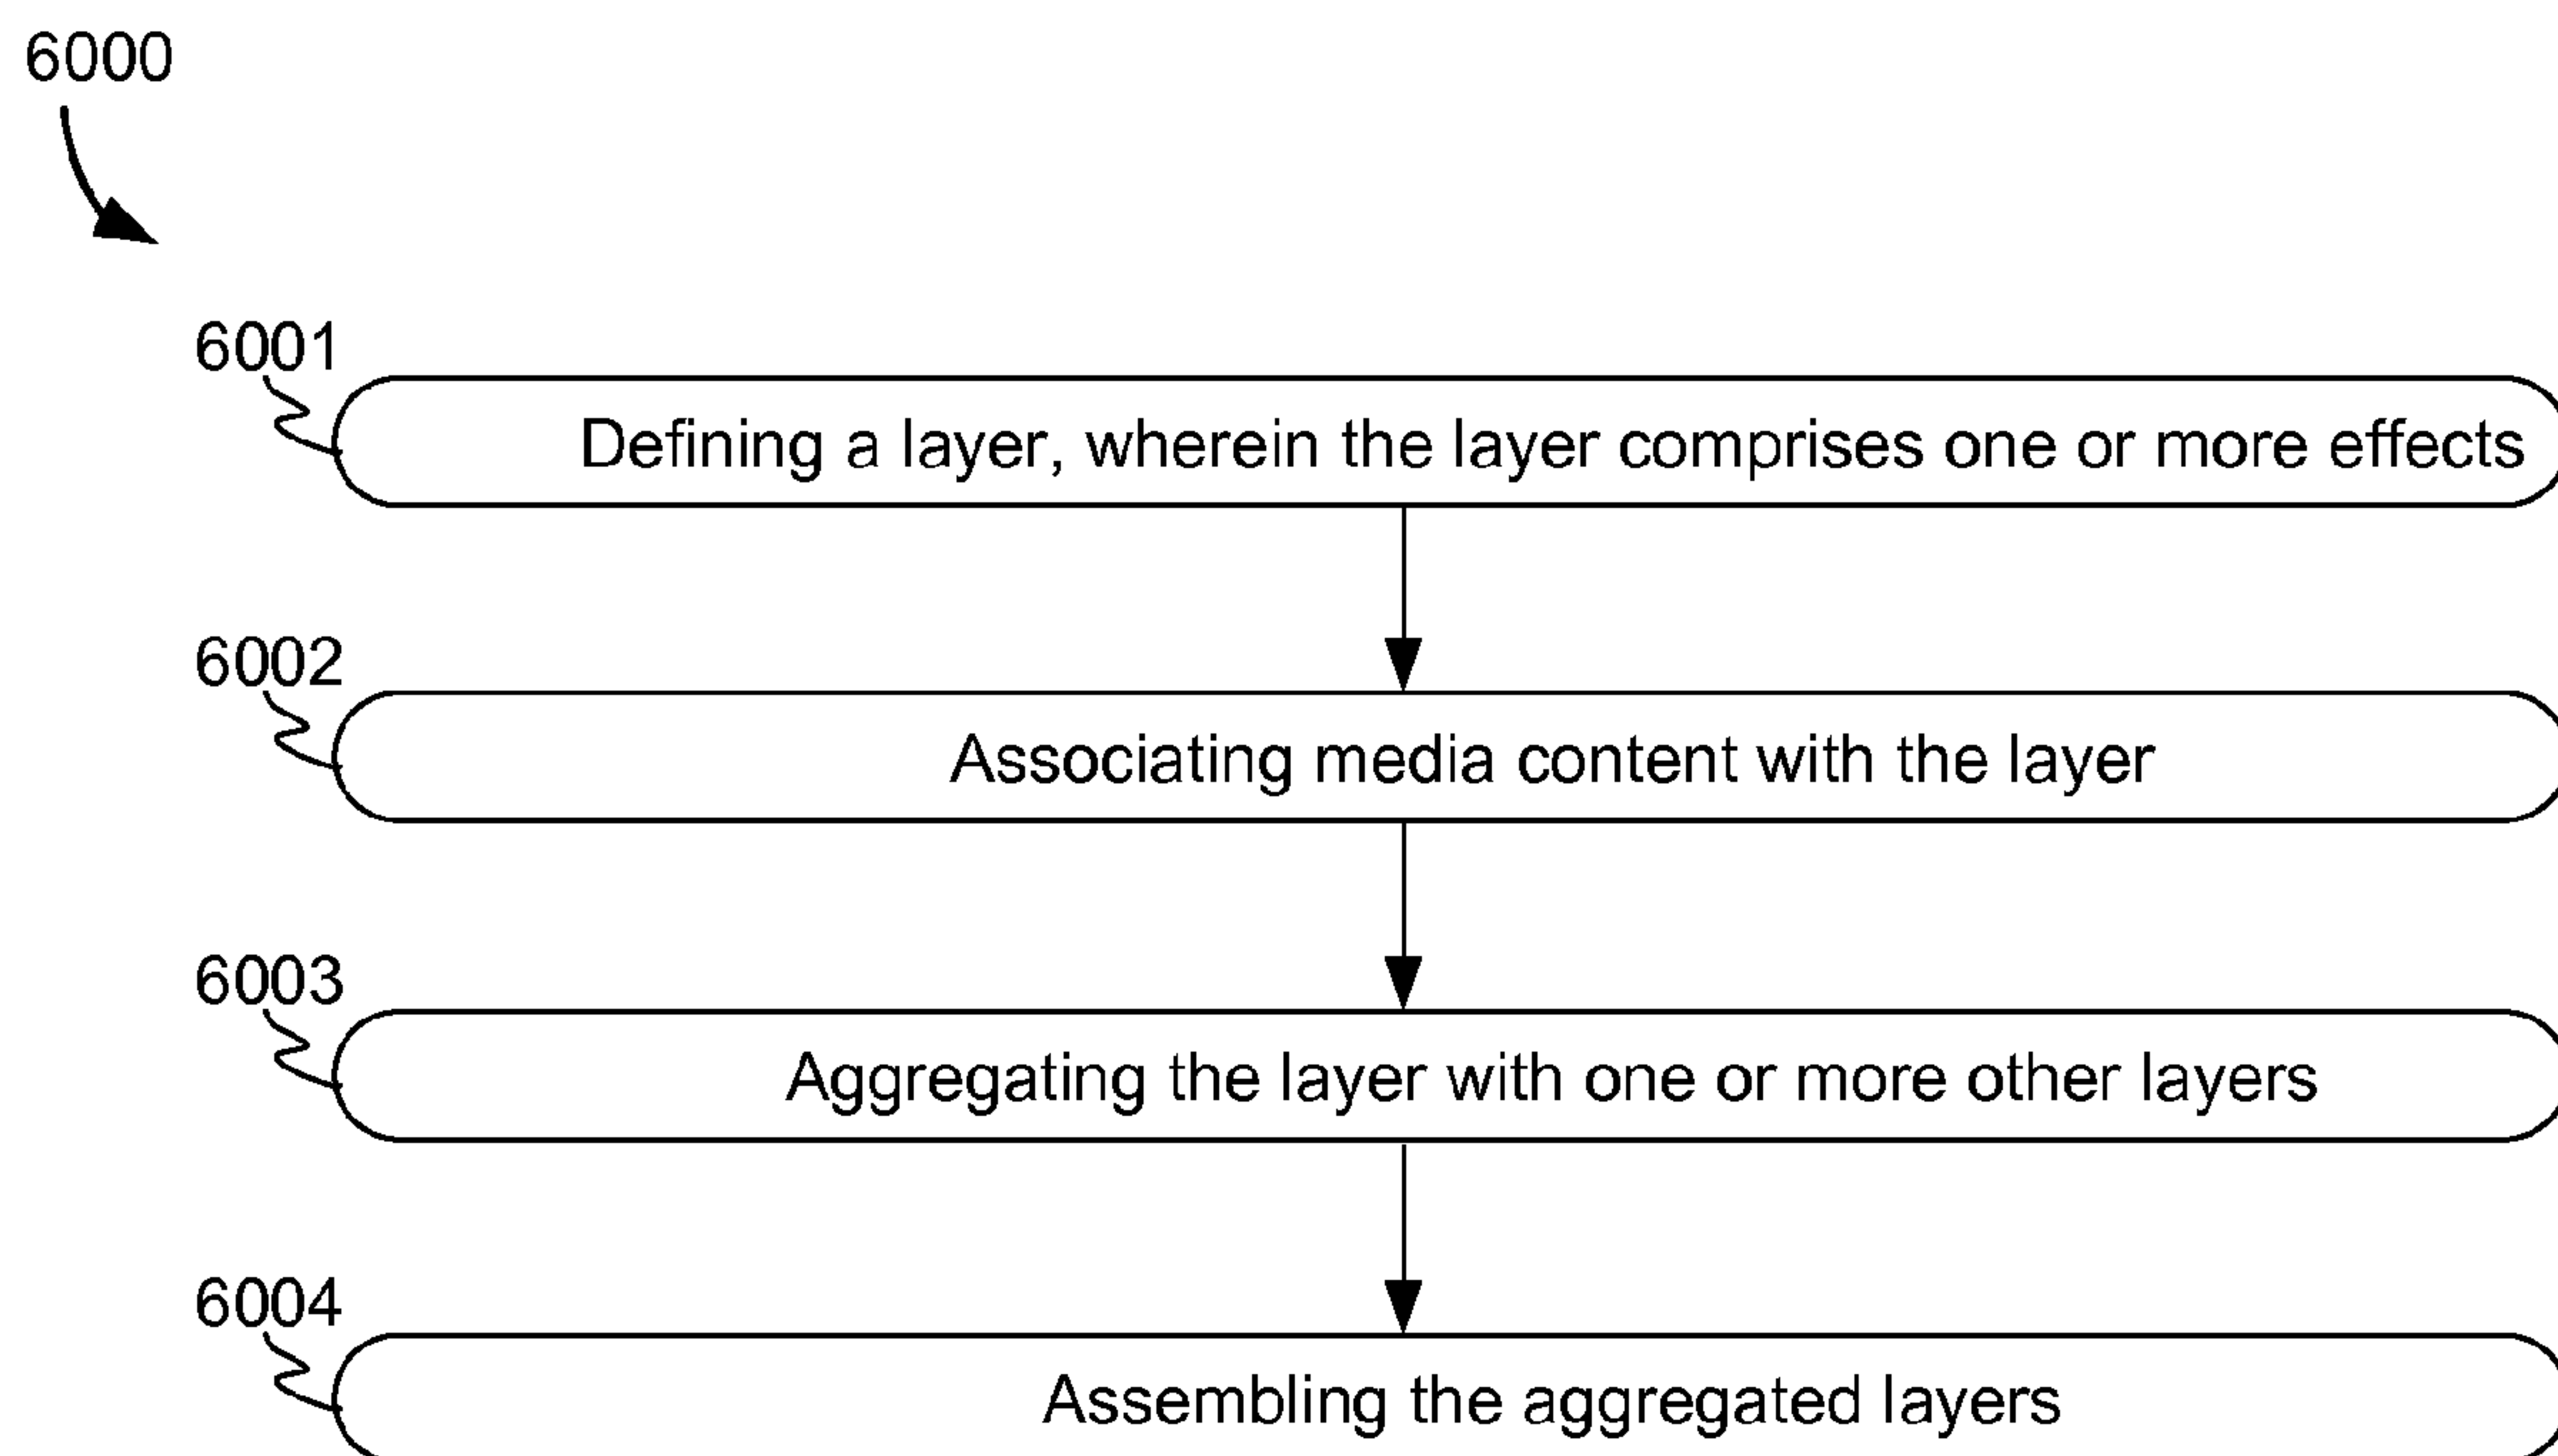 6000
6001
Defining a layer, wherein the layer comprises one or more effects
6002
Associating media content with the layer
6003
Aggregating the layer with one or more other layers
6004
Assembling the aggregated layers